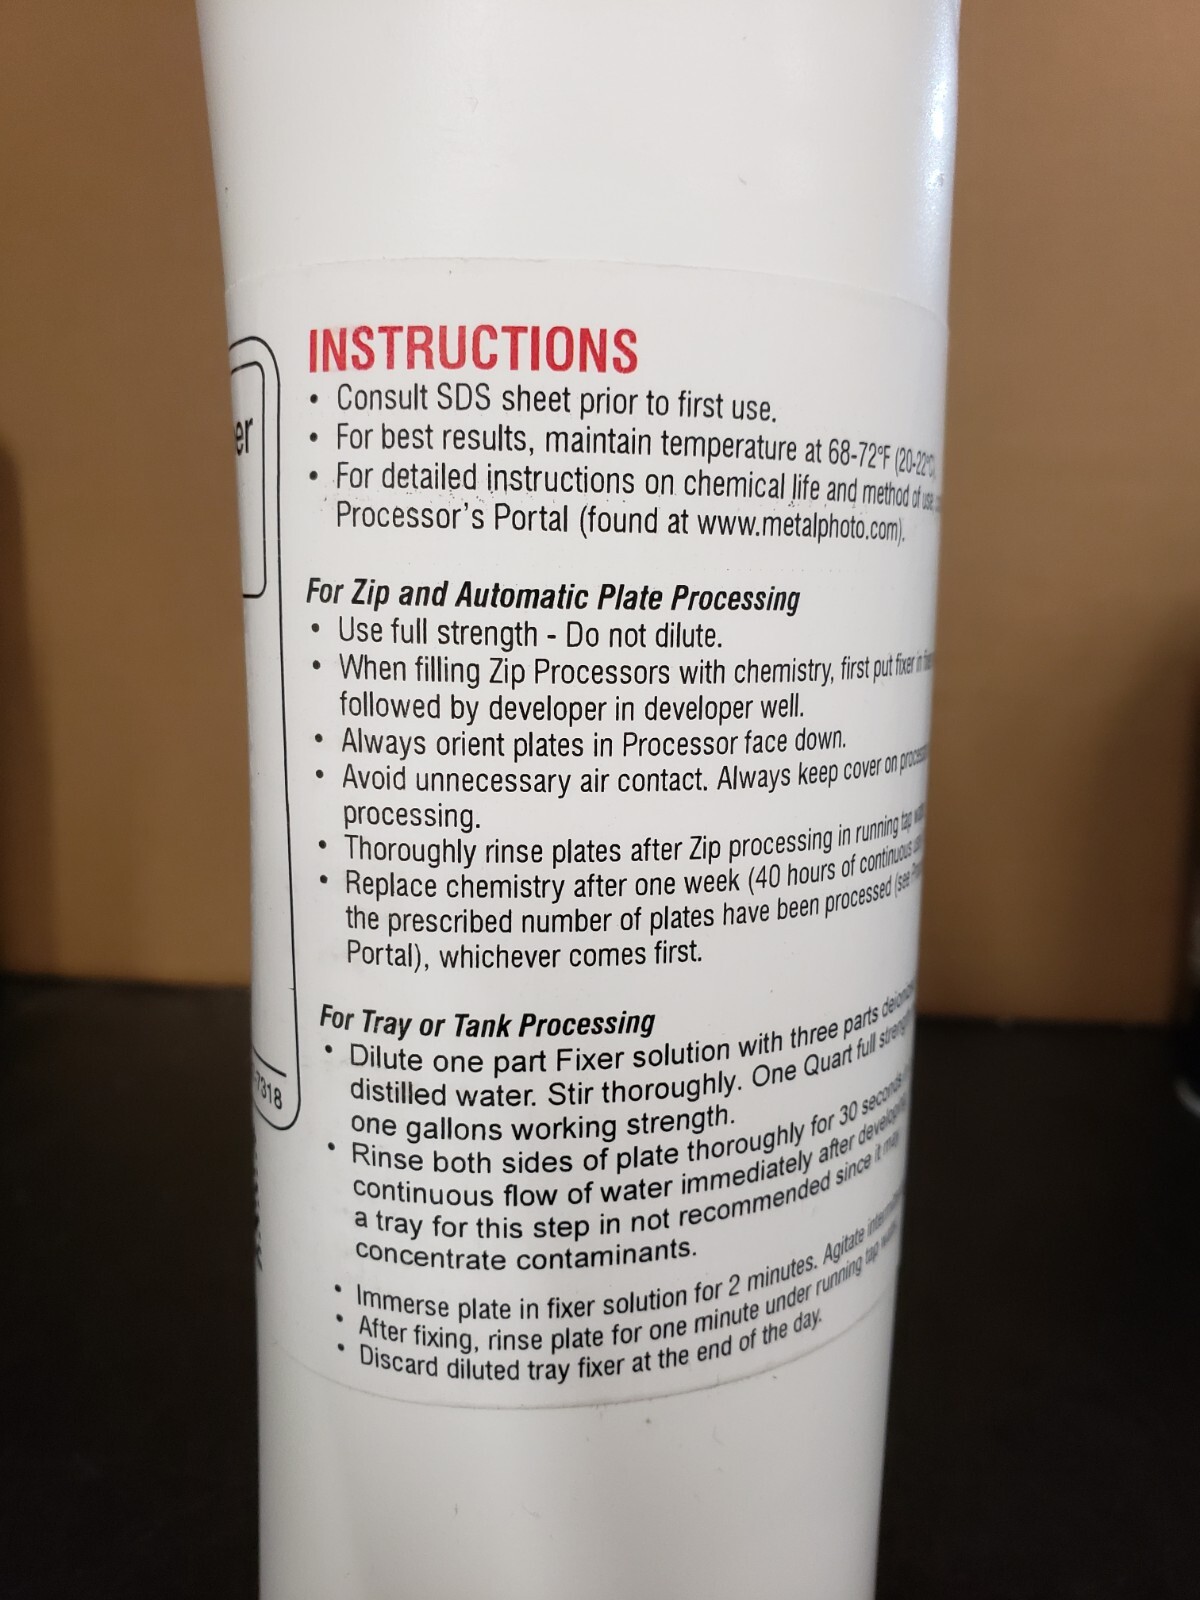 er
-7318
INSTRUCTIONS
• Consult SDS sheet prior to first use.
• For best results, maintain temperature at 68-72°F (20-22°C).
• For detailed instructions on chemical life and method of use,
Processor's Portal (found at www.metalphoto.com).
For Zip and Automatic Plate Processing
• Use full strength - Do not dilute.
• When filling Zip Processors with chemistry, first put fixer in
followed by developer in developer well.
• Always orient plates in Processor face down.
• Avoid unnecessary air contact. Always keep cover on
processing.
• Thoroughly rinse plates after Zip processing in running tap
• Replace chemistry after one week (40 hours of continuous
the prescribed number of plates have been processed (see
Portal), whichever comes first.
For Tray or Tank Processing
• Dilute one part Fixer solution with three parts
distilled water. Stir thoroughly. One Quart full
one gallons working strength.
• Rinse both sides of plate thoroughly for 30 seconds
continuous flow of water immediately after developing
a tray for this step in not recommended since it may
concentrate contaminants.
• Immerse plate in fixer solution for 2 minutes. Agitate
• After fixing, rinse plate for one minute under running tap
• Discard diluted tray fixer at the end of the day.